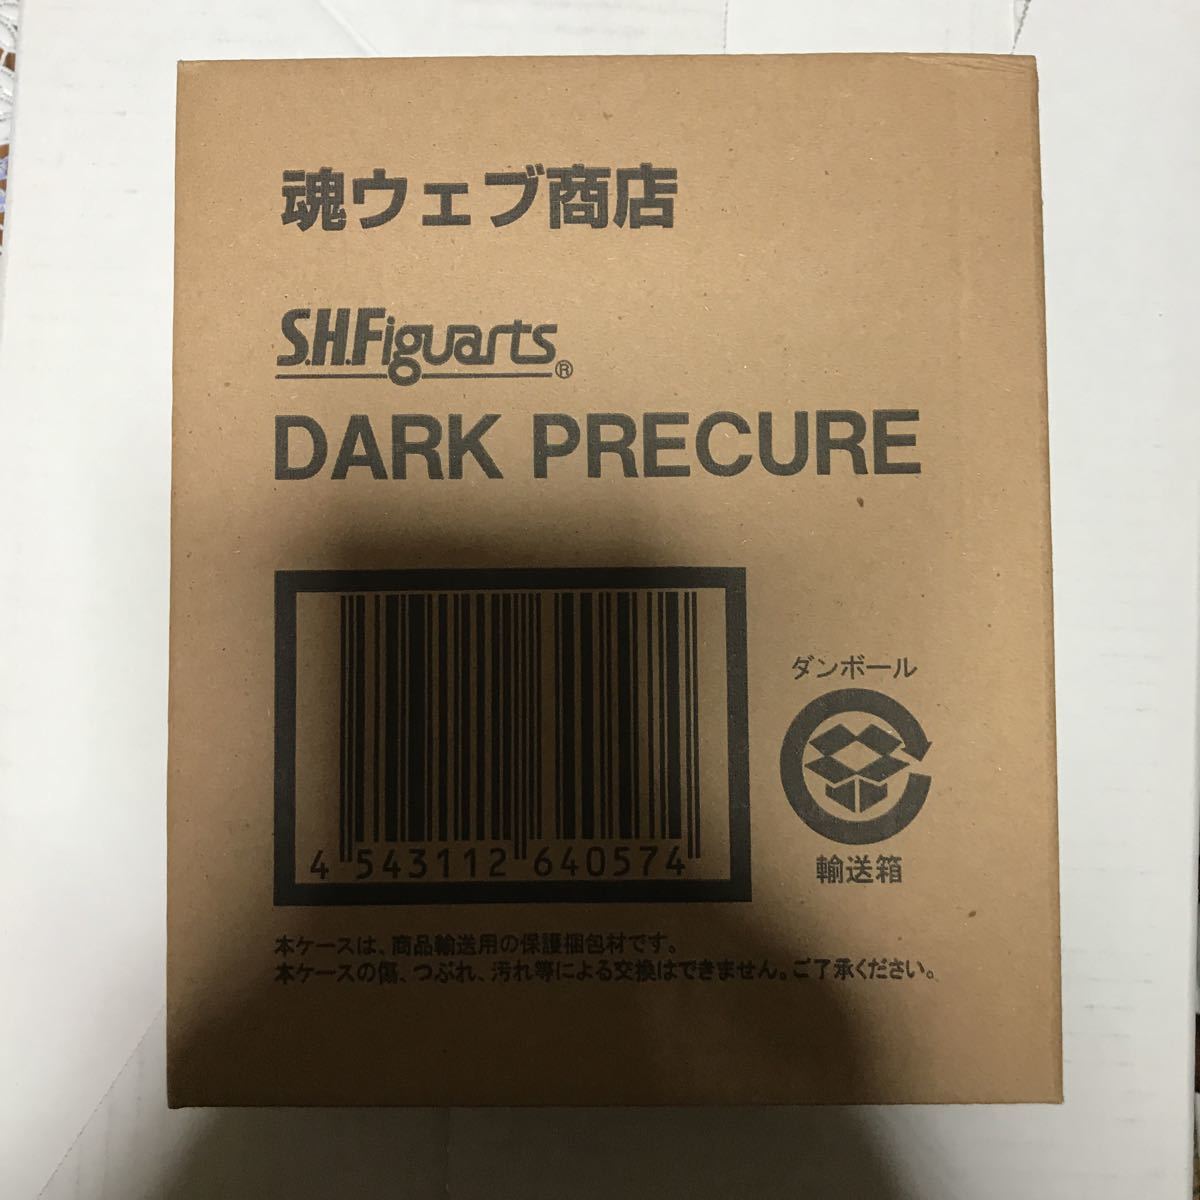 魂ウェブ商店
S.H.Figuarts®
DARK PRECURE
ダンボール
輸送箱
4 543112 640574
本ケースは、商品輸送用の保護梱包材です。
本ケースの傷、つぶれ、汚れ等による交換はできません。ご了承ください。